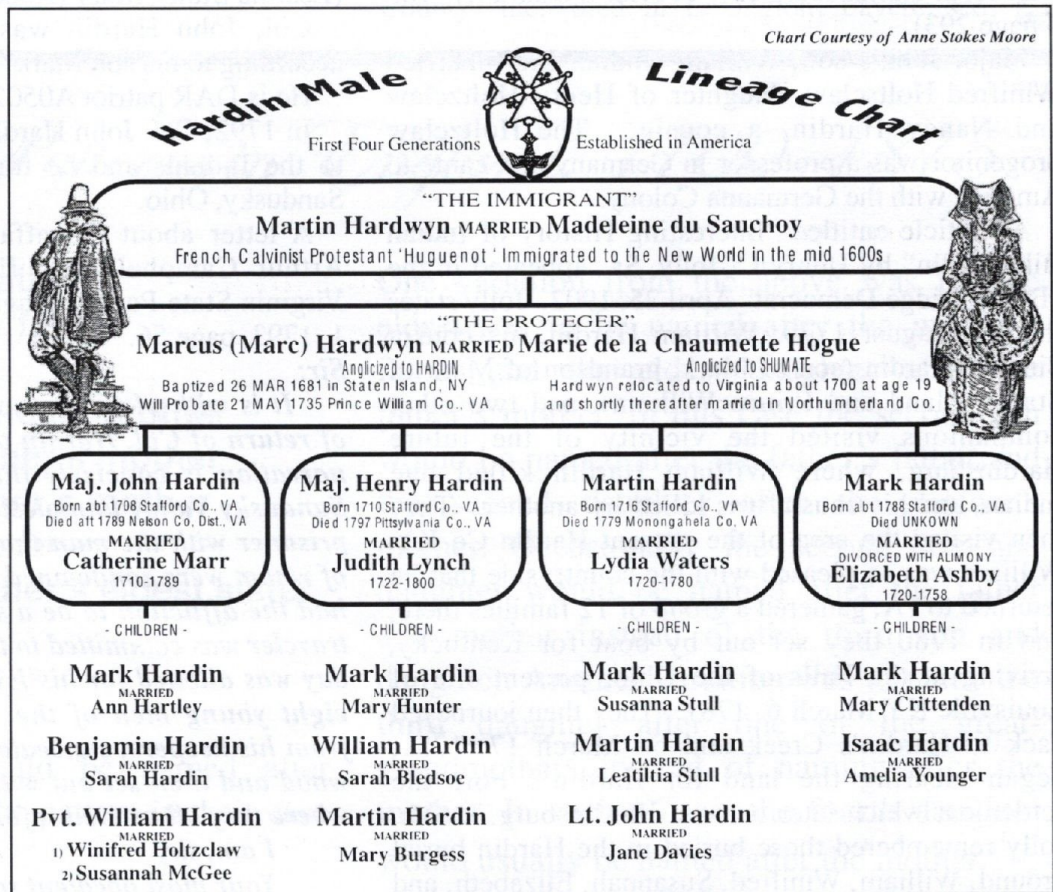 Chart Courtesy of Anne Stokes Moore
Hardin Male Linage Chart
First Four Generations Established in America
"THE IMMIGRANT"
Martin Hardwyn MARRIED Madeleine du Sauchoy
French Calvinist Protestant 'Huguenot' Immigrated to the New World in the mid 1600s
"THE PROTEGER"
Marcus (Marc) Hardwyn MARRIED Marie de la Chaumette Hogue
Anglicized to HARDIN
Baptized 26 MAR 1681 in Staten Island, NY
Will Probate 21 MAY 1735 Prince William Co., VA
Anglicized to SHUMATE
Hardwyn relocated to Virginia about 1700 at age 19
and shortly thereafter married in Northumberland Co.
Maj. John Hardin
Born abt 1708 Stafford Co., VA
Died aft 1789 Nelson Co, Dist., VA
MARRIED
Catherine Marr
1710-1789
- CHILDREN -
Mark Hardin
MARRIED
Ann Hartley
Benjamin Hardin
MARRIED
Sarah Hardin
Pvt. William Hardin
MARRIED
1) Winifred Holtzclaw
2) Susannah McGee
Maj. Henry Hardin
Born 1710 Stafford Co., VA
Died 1797 Pittsylvania Co., VA
MARRIED
Judith Lynch
1722-1800
- CHILDREN -
Mark Hardin
MARRIED
Mary Hunter
William Hardin
MARRIED
Sarah Bledsoe
Martin Hardin
MARRIED
Mary Burgess
Martin Hardin
Born Stafford Co., VA
Died 1779 Monongahela Co., VA
MARRIED
Lydia Waters
1720-1780
- CHILDREN -
Mark Hardin
MARRIED
Susanna Stull
Martin Hardin
MARRIED
Leatiltia Stull
Lt. John Hardin
MARRIED
Jane Davies
Mark Hardin
Born abt 1788 Stafford Co., VA
Died UNKOWN
MARRIED
DIVORCED WITH ALIMONY
Elizabeth Ashby
1720-1758
- CHILDREN -
Mark Hardin
MARRIED
Mary Crittenden
Isaac Hardin
MARRIED
Amelia Younger